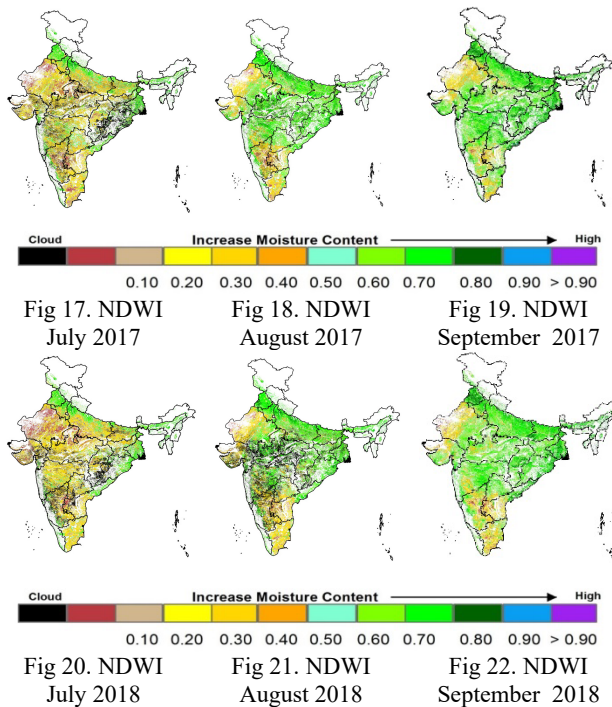 Cloud Increase Moisture Content High
0.10 0.20 0.30 0.40 0.50 0.60 0.70 0.80 0.90 > 0.90
Fig 17. NDWI
July 2017
Fig 18. NDWI
August 2017
Fig 19. NDWI
September 2017
Cloud Increase Moisture Content High
0.10 0.20 0.30 0.40 0.50 0.60 0.70 0.80 0.90 > 0.90
Fig 20. NDWI
July 2018
Fig 21. NDWI
August 2018
Fig 22. NDWI
September 2018